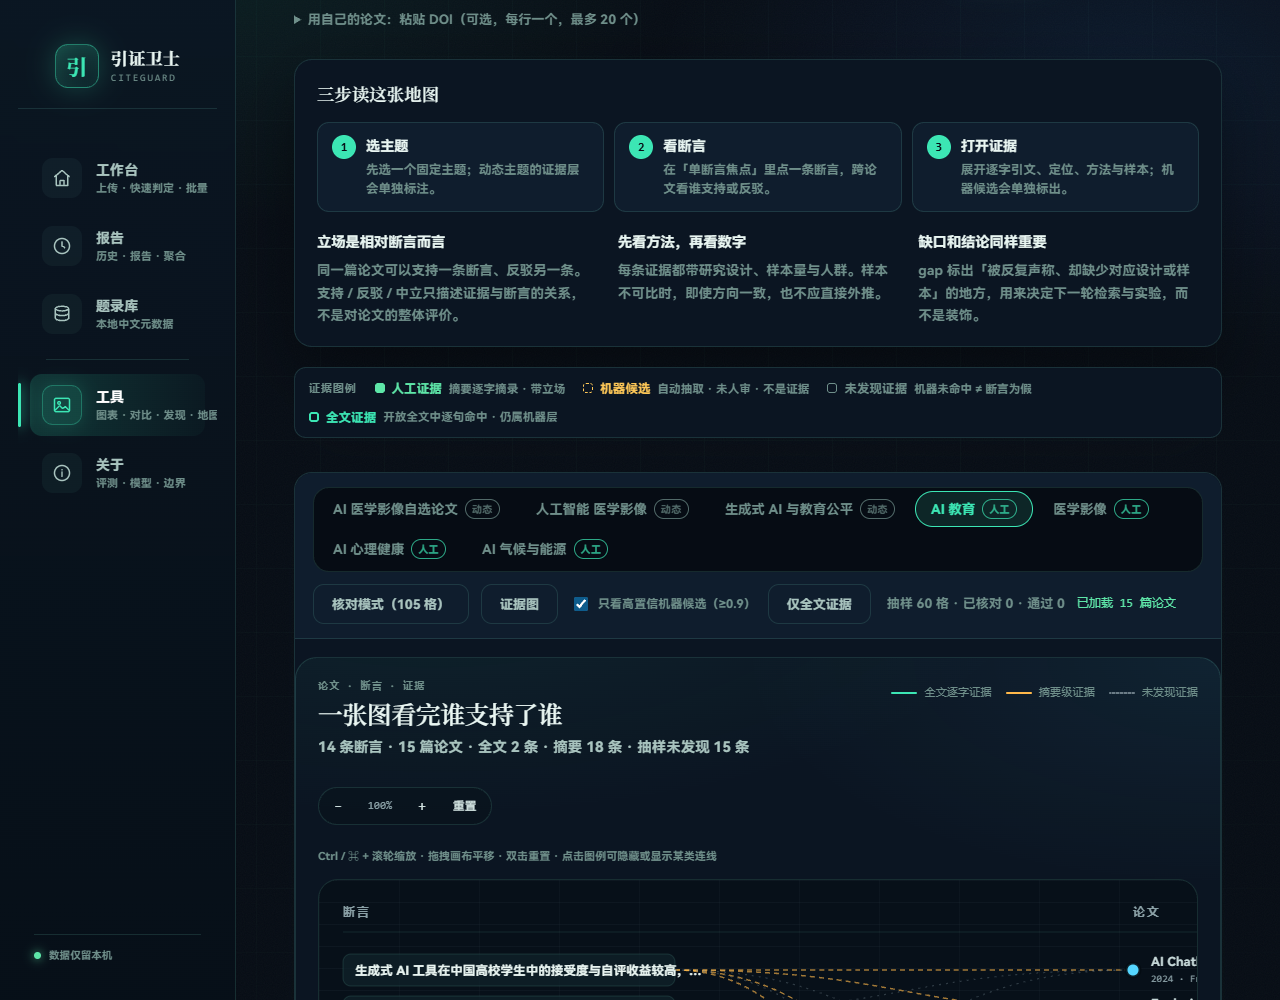 引
引证卫士
CITEGUARD
工作台
上传 · 快速判定 · 批量
报告
历史 · 报告 · 聚合
题录库
本地中文元数据
工具
图表 · 对比 · 发现 · 地图
关于
评测 · 模型 · 边界
数据仅留本机
用自己的论文：粘贴 DOI（可选，每行一个，最多 20 个）
三步读这张地图
1 选主题
先选一个固定主题；动态主题的证据层
会单独标注。
2 看断言
在「单断言焦点」里点一条断言，跨论
文看谁支持或反驳。
3 打开证据
展开逐字引文、定位、方法与样本；机
器候选会单独标出。
立场是相对断言而言
同一篇论文可以支持一条断言、反驳另一条。
支持 / 反驳 / 中立只描述证据与断言的关系，
不是对论文的整体评价。
先看方法，再看数字
每条证据都带研究设计、样本量与人群。样本
不可比时，即使方向一致，也不应直接外推。
缺口和结论同样重要
gap 标出「被反复声称、却缺少对应设计或样
本」的地方，用来决定下一轮检索与实验，而
不是装饰。
证据图例 人工证据 摘要逐字摘录 · 带立场 机器候选 自动抽取 · 未人审 · 不是证据 未发现证据 机器未命中 ≠ 断言为假
全文证据 开放全文中逐句命中 · 仍属机器层
AI 医学影像自选论文 动态 人工智能 医学影像 动态 生成式 AI 与教育公平 动态 AI 教育 人工 医学影像 人工
AI 心理健康 人工 AI 气候与能源 人工
核对模式（105 格） 证据图 只看高置信机器候选（≥0.9） 仅全文证据 抽样 60 格 · 已核对 0 · 通过 0 已加载 15 篇论文
论文 · 断言 · 证据
全文逐字证据 摘要级证据 未发现证据
一张图看完谁支持了谁
14 条断言 · 15 篇论文 · 全文 2 条 · 摘要 18 条 · 抽样未发现 15 条
− 100% + 重置
Ctrl / ⌘ + 滚轮缩放 · 拖拽画布平移 · 双击重置 · 点击图例可隐藏或显示某类连线
断言 论文
生成式 AI 工具在中国高校学生中的接受度与自评收益较高，...
AI Chat
2024 · F